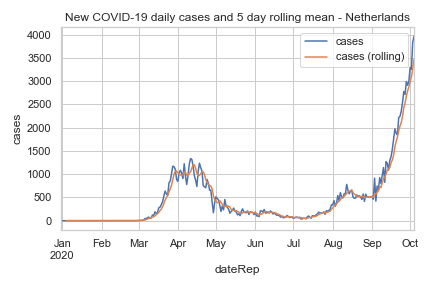 New COVID-19 daily cases and 5 day rolling mean - Netherlands
cases
cases (rolling)
4000
3500
3000
2500
2000
1500
1000
500
0
cases
Jan Feb Mar Apr May Jun Jul Aug Sep Oct
2020
dateRep